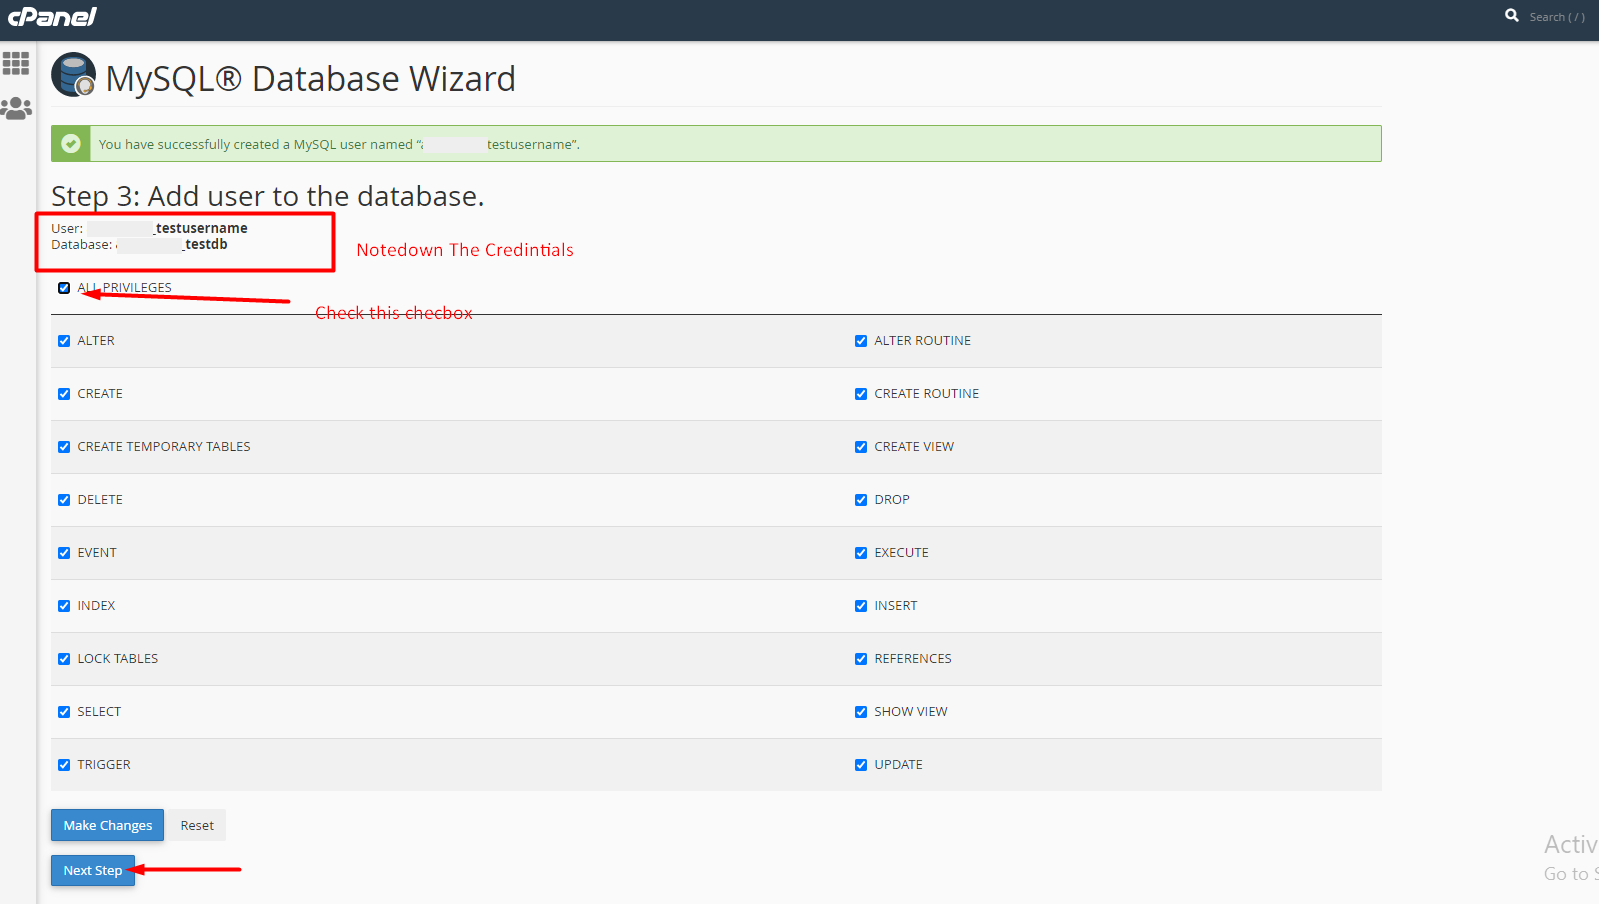 cPanel
Search ( / )
MySQL® Database Wizard
You have successfully created a MySQL user named “a testusername”.
Step 3: Add user to the database.
User: _testusername
Database: _testdb
Notedown The Credintials
ALL PRIVILEGES
Check this checbox
ALTER
ALTER ROUTINE
CREATE
CREATE ROUTINE
CREATE TEMPORARY TABLES
CREATE VIEW
DELETE
DROP
EVENT
EXECUTE
INDEX
INSERT
LOCK TABLES
REFERENCES
SELECT
SHOW VIEW
TRIGGER
UPDATE
Make Changes
Reset
Next Step
Activ
Go to S